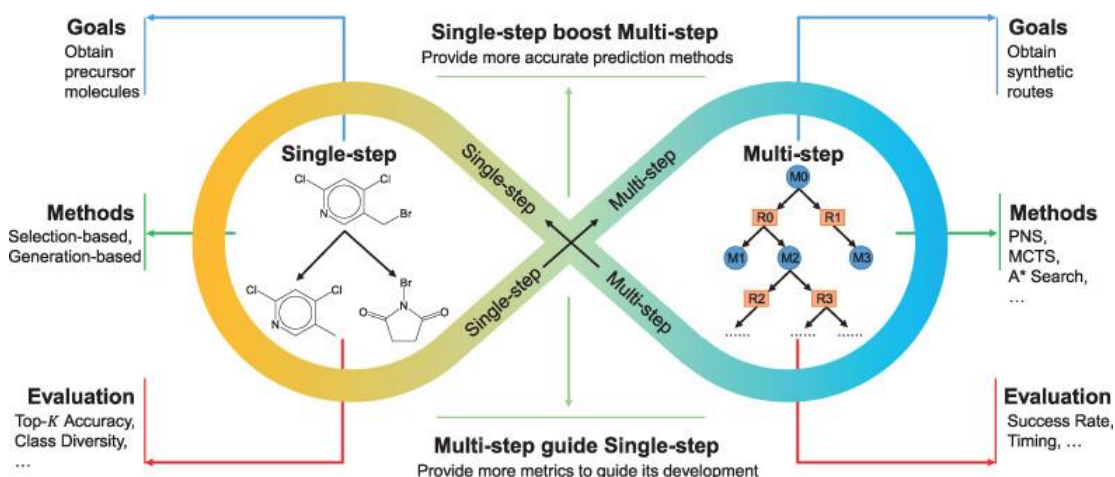 Goals
Obtain
precursor
molecules
Single-step boost Multi-step
Provide more accurate prediction methods
Goals
Obtain
synthetic
routes
Single-step
Cl
Cl
N
Br
Cl
Cl
N
Br
N
O
O
Single-step
Multi-step
Single-step
Multi-step
Multi-step
M0
R0
R1
M1
M2
M3
R2
R3
......
......
......
Methods
Selection-based,
Generation-based
Methods
PNS,
MCTS,
A* Search,
...
Evaluation
Top-K Accuracy,
Class Diversity,
...
Multi-step guide Single-step
Provide more metrics to guide its development
Evaluation
Success Rate,
Timing, ...